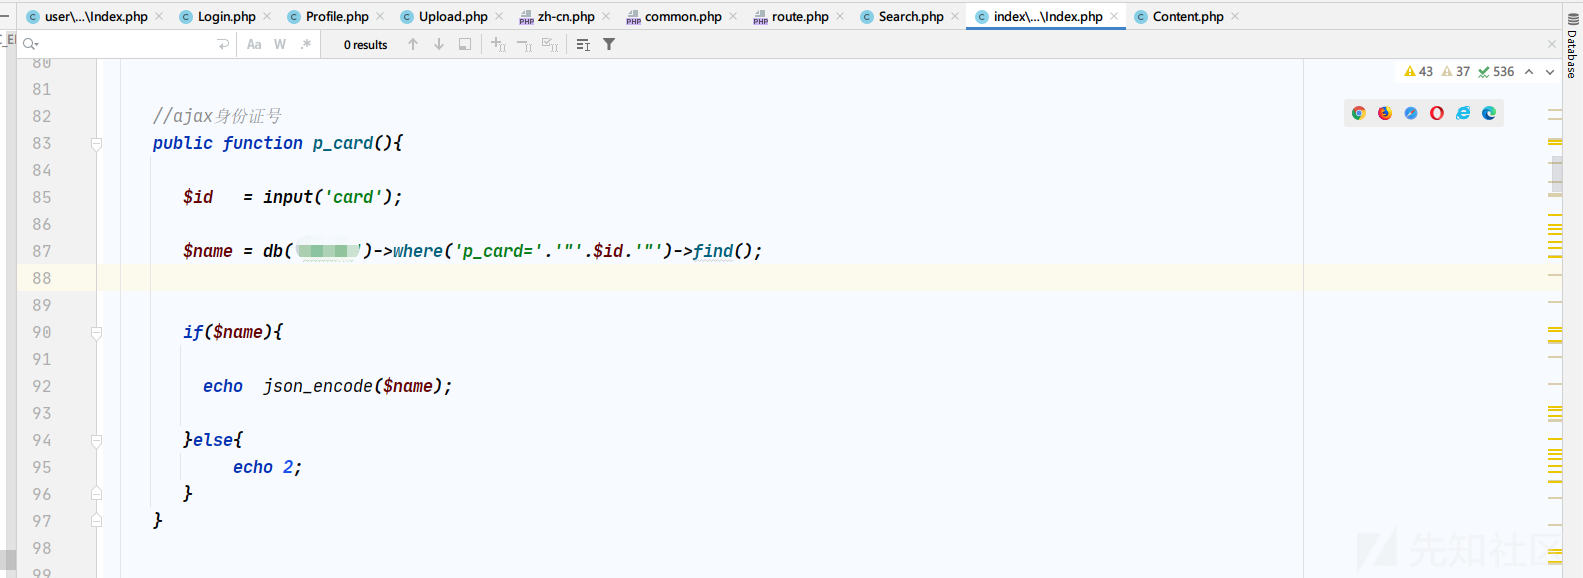 user\...\Index.php Login.php Profile.php Upload.php zh-cn.php common.php route.php Search.php index\...\Index.php Content.php
Aa W .* 0 results
Database
43 37 536
80
81
82 //ajax身份证号
83 public function p_card(){
84
85 $id = input('card');
86
87 $name = db( ')->where('p_card='.'"'.$id.'"')->find();
88
89
90 if($name){
91
92 echo json_encode($name);
93
94 }else{
95 echo 2;
96 }
97 }
98
99
先知社区